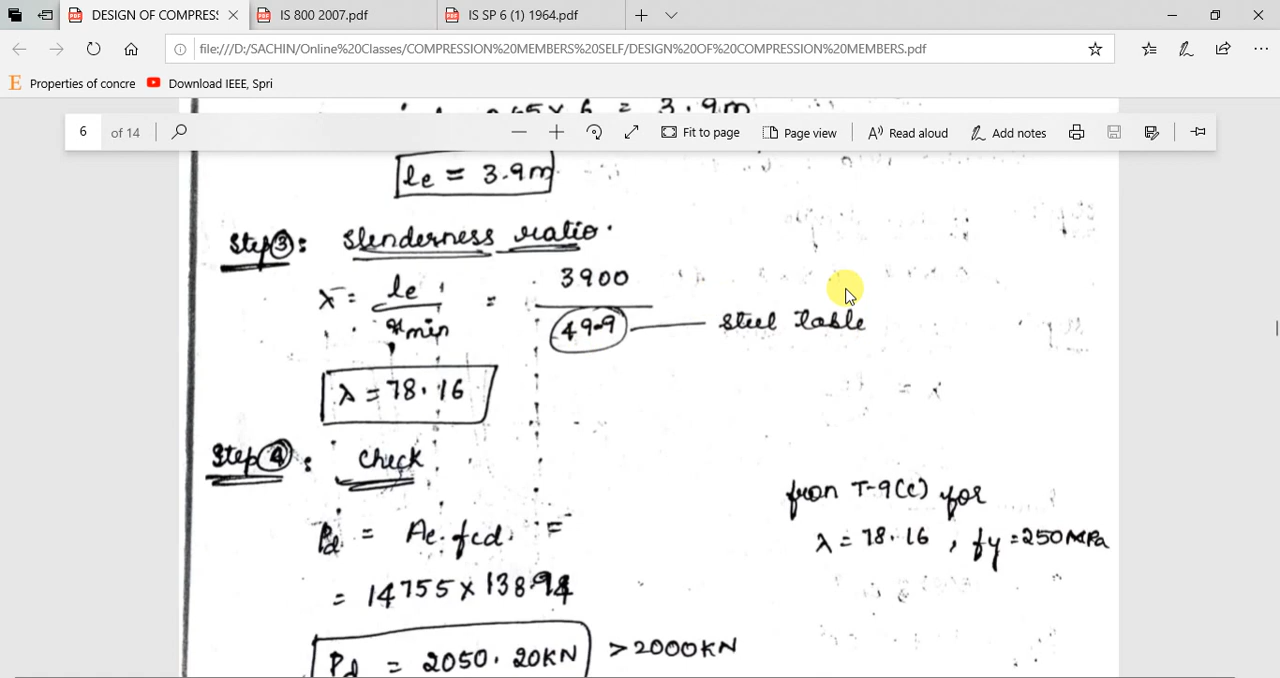 DESIGN OF COMPRESS
IS 800 2007.pdf
IS SP 6 (1) 1964.pdf
file:///D:/SACHIN/Online%20Classes/COMPRESSION%20MEMBERS%20SELF/DESIGN%20OF%20COMPRESSION%20MEMBERS.pdf
E Properties of concre
Download IEEE, Spri
= 3.9m
6 of 14
Fit to page
Page view
Read aloud
Add notes
le = 3.9m
Step ③: Slenderness ratio.
λ = le / rmin = 3900 / 49.9 — Steel Table
λ = 78.16
Step ④: Check
from T-9(c) for
λ = 78.16, fy = 250MPa
Pd = Ae. fcd. =
= 14755 x 138.94
Pd = 2050.20KN > 2000KN